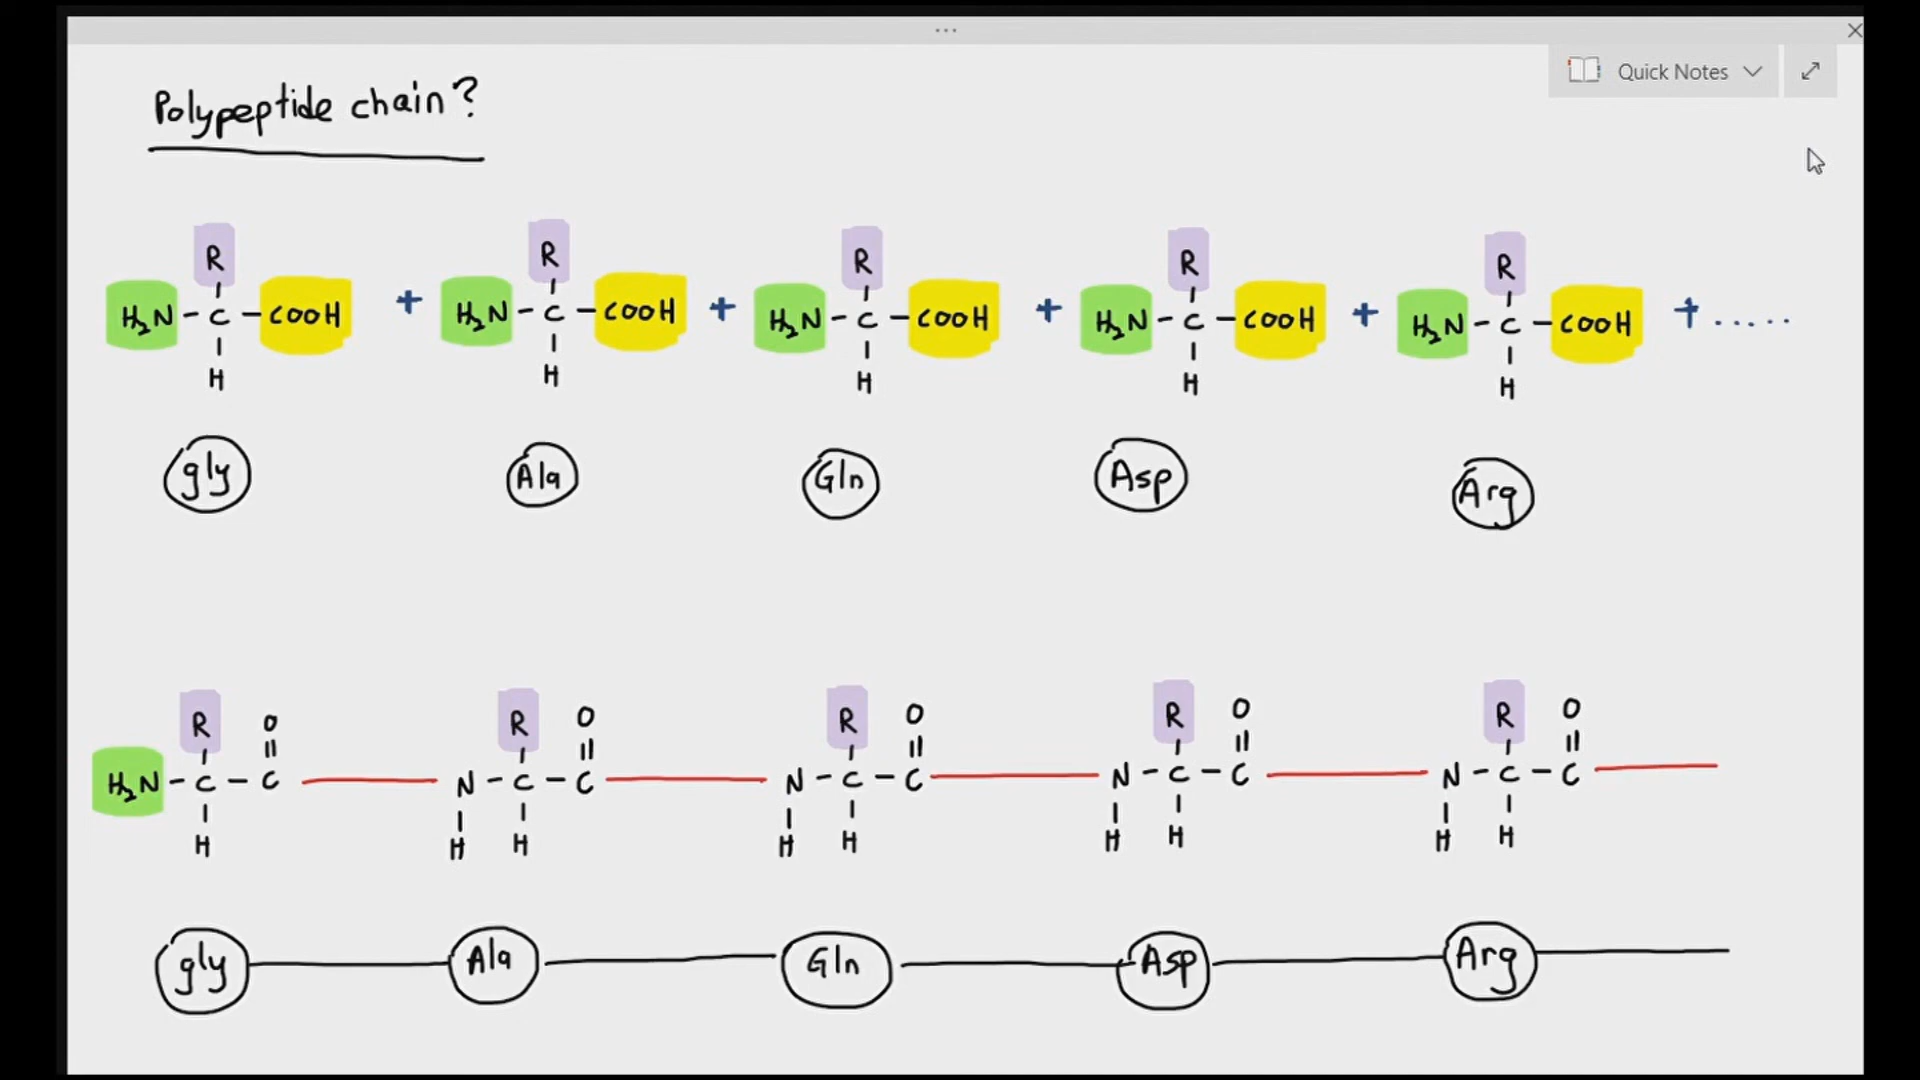 Quick Notes
Polypeptide chain?
R R R R R
H₂N - C - COOH + H₂N - C - COOH + H₂N - C - COOH + H₂N - C - COOH + H₂N - C - COOH + .....
H H H H H
gly Ala Gln Asp Arg
R O R O R O R O R O
H₂N - C - C N - C - C N - C - C N - C - C N - C - C
H H H H H H H H H
gly Ala Gln Asp Arg